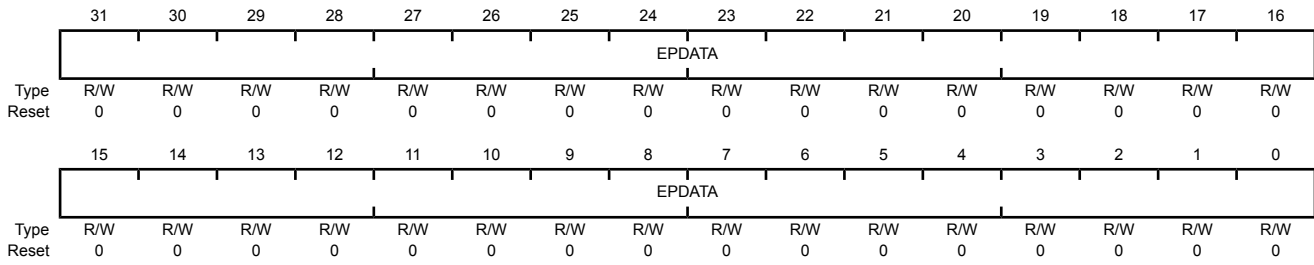 31 30 29 28 27 26 25 24 23 22 21 20 19 18 17 16
EPDATA
Type R/W R/W R/W R/W R/W R/W R/W R/W R/W R/W R/W R/W R/W R/W R/W R/W
Reset 0 0 0 0 0 0 0 0 0 0 0 0 0 0 0 0
15 14 13 12 11 10 9 8 7 6 5 4 3 2 1 0
EPDATA
Type R/W R/W R/W R/W R/W R/W R/W R/W R/W R/W R/W R/W R/W R/W R/W R/W
Reset 0 0 0 0 0 0 0 0 0 0 0 0 0 0 0 0